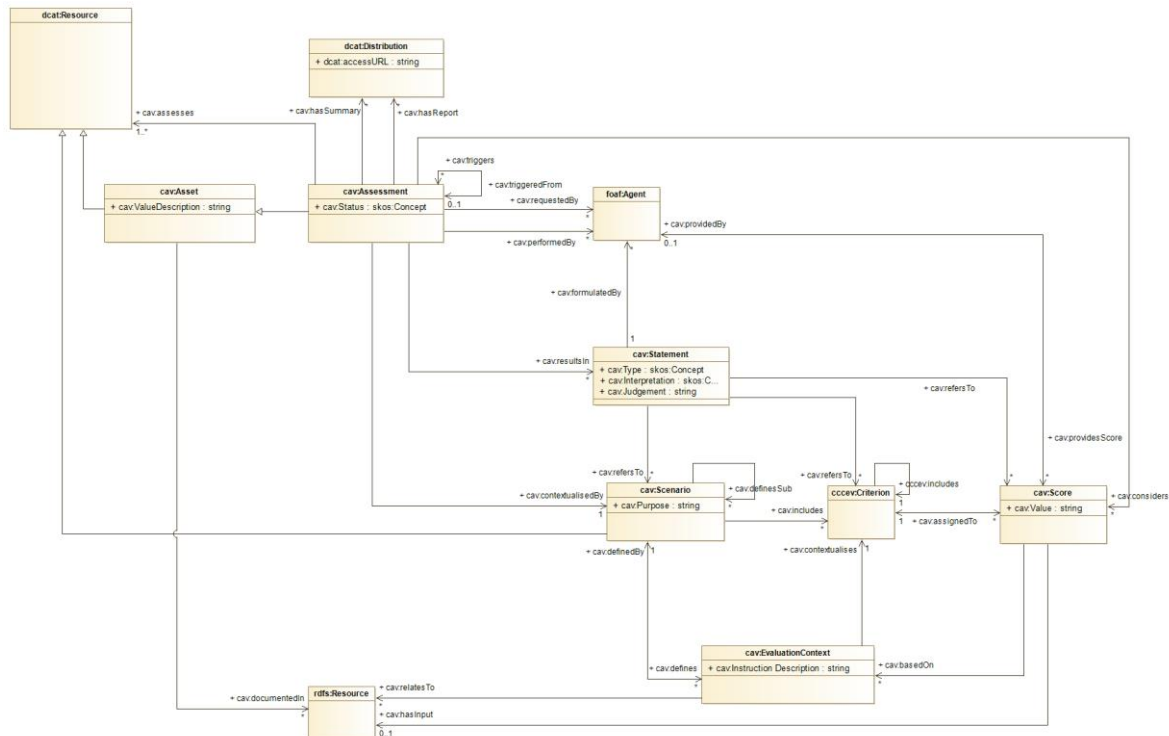 dcat:Resource
dcat:Distribution
+ dcat:accessURL : string
+ cav:assesses
1..*
+ cav:hasSummary
*
*
+ cav:hasReport
+ cav:triggers
*
+ cav:triggeredFrom
0..1
cav:Asset
+ cav:ValueDescription : string
cav:Assessment
+ cav:Status : skos:Concept
+ cav:requestedBy
*
+ cav:performedBy
*
foaf:Agent
+ cav:providedBy
0..1
*
+ cav:formulatedBy
1
+ cav:resultsIn
*
cav:Statement
+ cav:Type : skos:Concept
+ cav:Interpretation : skos:C...
+ cav:Judgement : string
+ cav:refersTo
+ cav:providesScore
+ cav:refersTo
*
+ cav:refersTo
*
*
*
+ cav:contextualisedBy
1
cav:Scenario
+ cav:Purpose : string
+ cav:definesSub
*
+ cav:includes
*
cccev:Criterion
+ cccev:includes
1
1
+ cav:assignedTo
*
cav:Score
+ cav:Value : string
+ cav:considers
*
+ cav:definedBy
1
+ cav:contextualises
1
cav:EvaluationContext
+ cav:Instruction Description : string
+ cav:defines
*
+ cav:basedOn
*
+ cav:documentedIn
*
rdfs:Resource
+ cav:relatesTo
*
+ cav:hasInput
0..1